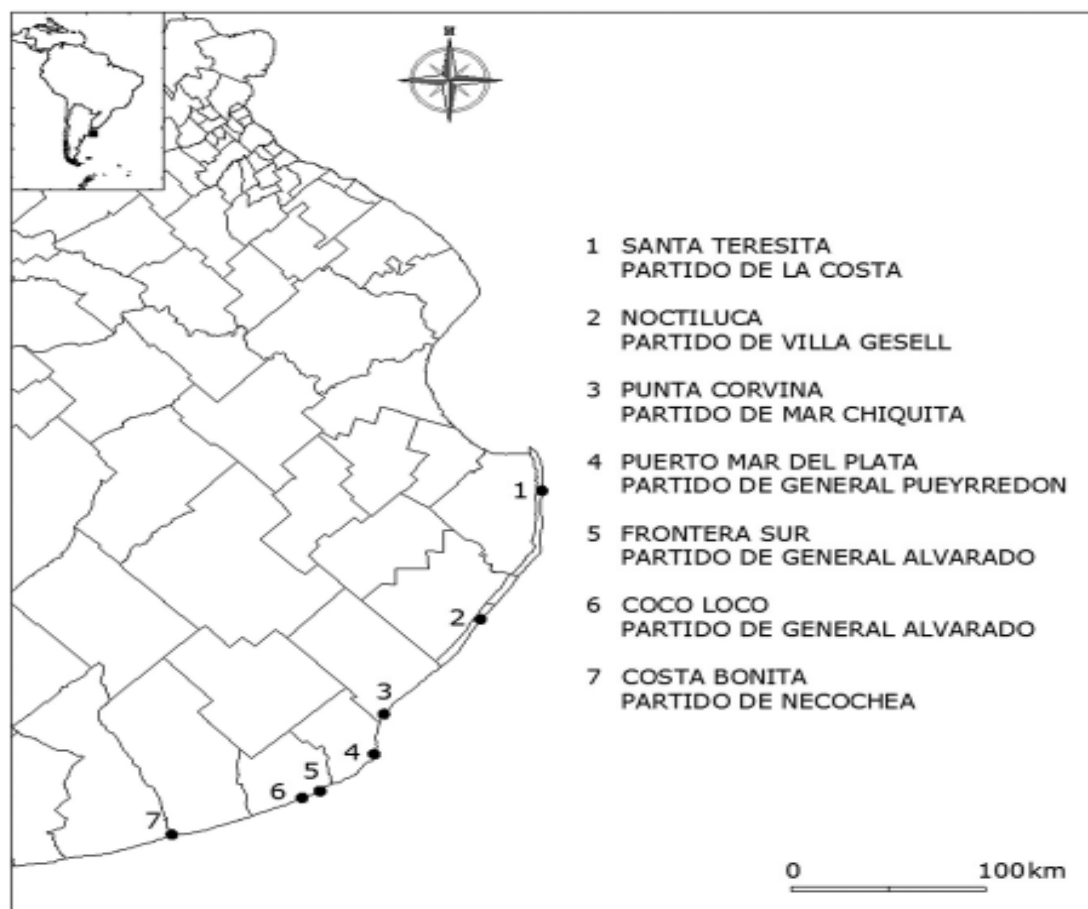 N
1 SANTA TERESITA
PARTIDO DE LA COSTA
2 NOCTILUCA
PARTIDO DE VILLA GESELL
3 PUNTA CORVINA
PARTIDO DE MAR CHIQUITA
4 PUERTO MAR DEL PLATA
PARTIDO DE GENERAL PUEYRREDON
5 FRONTERA SUR
PARTIDO DE GENERAL ALVARADO
6 COCO LOCO
PARTIDO DE GENERAL ALVARADO
7 COSTA BONITA
PARTIDO DE NECOCHEA
1
2
3
4
5
6
7
0 100 km